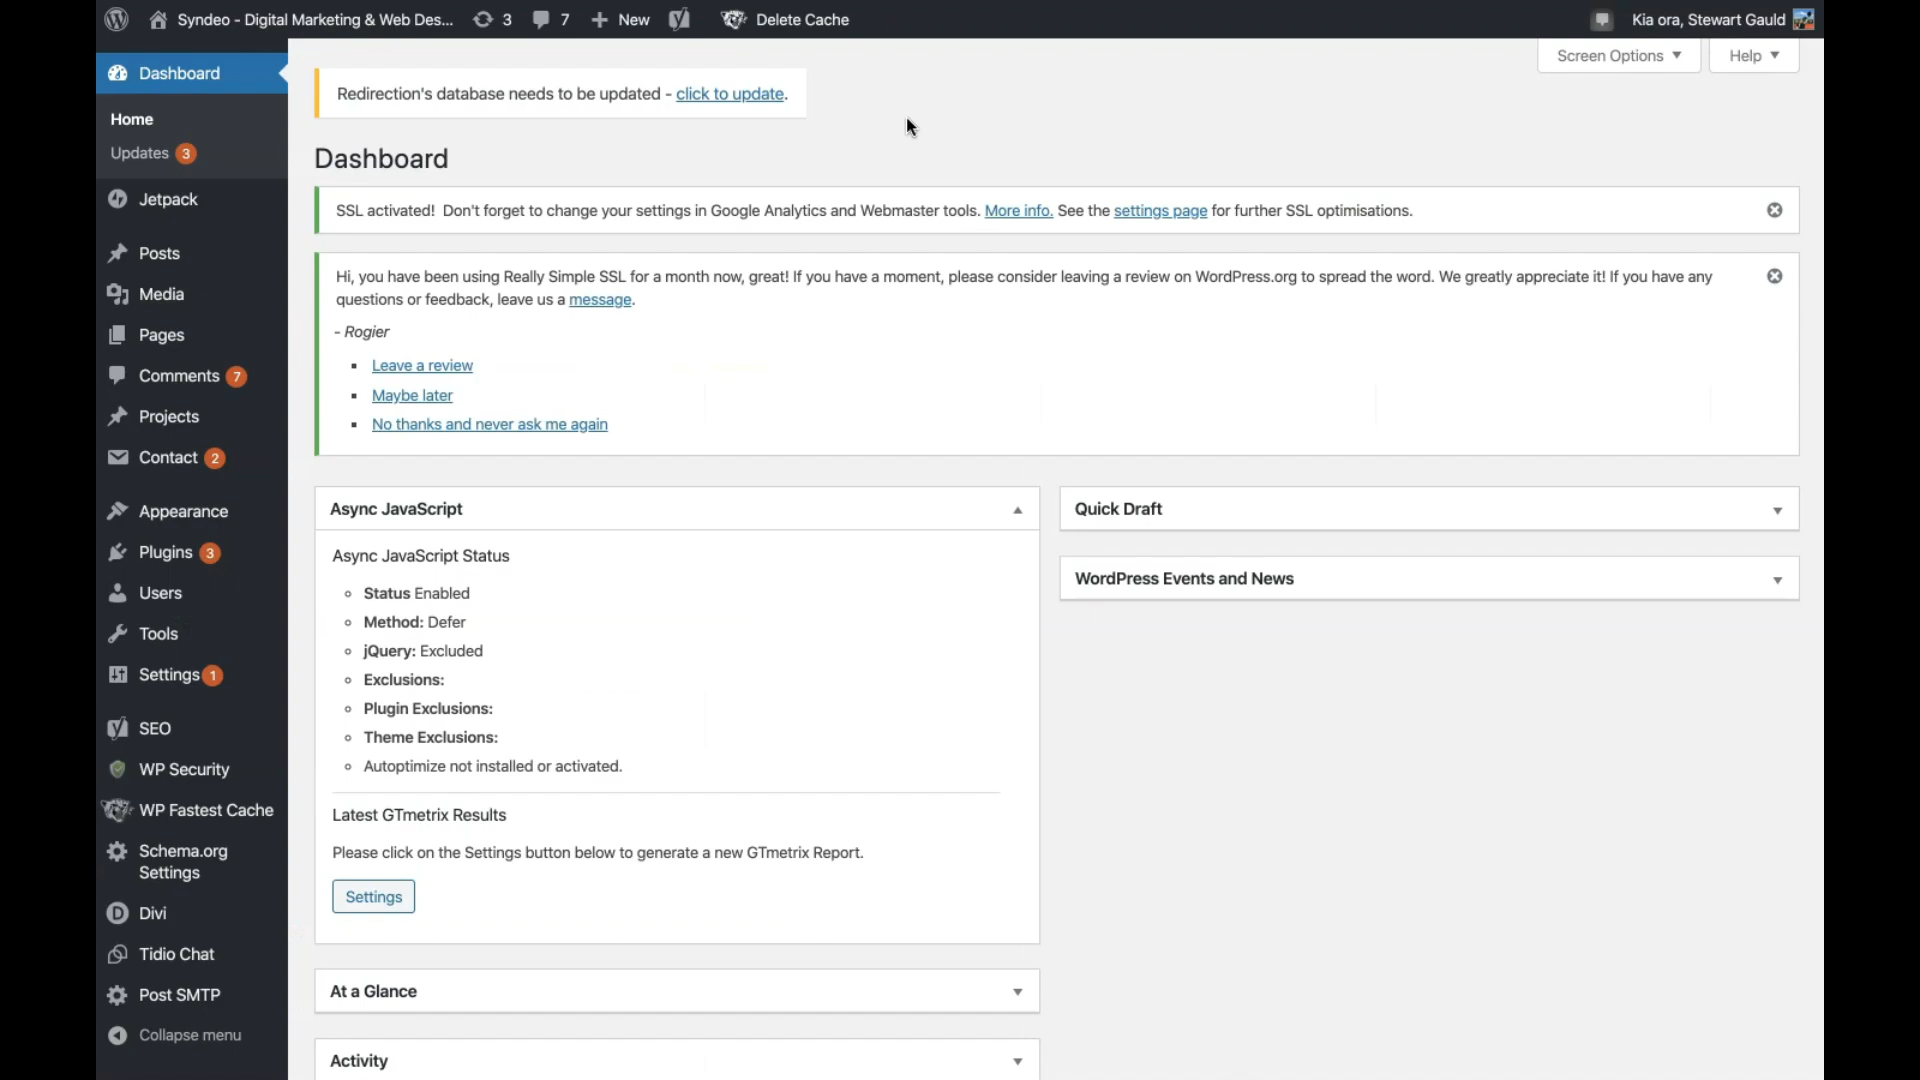 Syndeo - Digital Marketing & Web Des... 3 7 New Delete Cache Kia ora, Stewart Gauld
Screen Options Help
Dashboard
Home
Updates 3
Jetpack
Posts
Media
Pages
Comments 7
Projects
Contact 2
Appearance
Plugins 3
Users
Tools
Settings 1
SEO
WP Security
WP Fastest Cache
Schema.org
Settings
Divi
Tidio Chat
Post SMTP
Collapse menu
Redirection's database needs to be updated - click to update.
Dashboard
SSL activated! Don't forget to change your settings in Google Analytics and Webmaster tools. More info. See the settings page for further SSL optimisations.
Hi, you have been using Really Simple SSL for a month now, great! If you have a moment, please consider leaving a review on WordPress.org to spread the word. We greatly appreciate it! If you have any
questions or feedback, leave us a message.
- Rogier
Leave a review
Maybe later
No thanks and never ask me again
Async JavaScript
Async JavaScript Status
Status Enabled
Method: Defer
jQuery: Excluded
Exclusions:
Plugin Exclusions:
Theme Exclusions:
Autoptimize not installed or activated.
Latest GTmetrix Results
Please click on the Settings button below to generate a new GTmetrix Report.
Settings
At a Glance
Activity
Quick Draft
WordPress Events and News